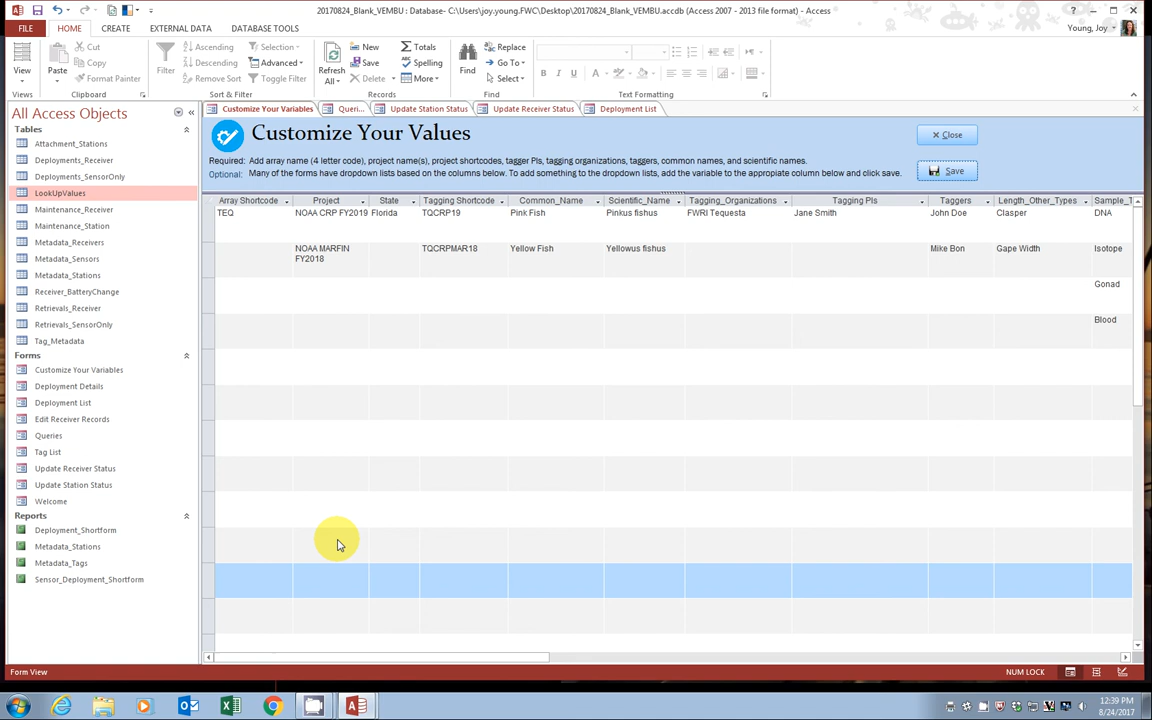 20170824_Blank_VEMBU : Database- C:\Users\joy.young.FWC\Desktop\20170824_Blank_VEMBU.accdb (Access 2007 - 2013 file format) - Access
FILE HOME CREATE EXTERNAL DATA DATABASE TOOLS Young, Joy
View
Views
Paste
Cut
Copy
Format Painter
Clipboard
Filter
Ascending
Descending
Remove Sort
Selection
Advanced
Toggle Filter
Sort & Filter
Refresh
All
New
Save
Delete
Totals
Spelling
More
Records
Find
Replace
Go To
Select
Find
B I U A
Text Formatting
All Access Objects
Tables
Attachment_Stations
Deployments_Receiver
Deployments_SensorOnly
LookUpValues
Maintenance_Receiver
Maintenance_Station
Metadata_Receivers
Metadata_Sensors
Metadata_Stations
Receiver_BatteryChange
Retrievals_Receiver
Retrievals_SensorOnly
Tag_Metadata
Forms
Customize Your Variables
Deployment Details
Deployment List
Edit Receiver Records
Queries
Tag List
Update Receiver Status
Update Station Status
Welcome
Reports
Deployment_Shortform
Metadata_Stations
Metadata_Tags
Sensor_Deployment_Shortform
Customize Your Variables Queri... Update Station Status Update Receiver Status Deployment List
Customize Your Values
Close
Required: Add array name (4 letter code), project name(s), project shortcodes, tagger PIs, tagging organizations, taggers, common names, and scientific names.
Optional: Many of the forms have dropdown lists based on the columns below. To add something to the dropdown lists, add the variable to the appropiate column below and click save.
Save
Array Shortcode Project State Tagging Shortcode Common_Name Scientific_Name Tagging_Organizations Tagging PIs Taggers Length_Other_Types Sample_T
TEQ NOAA CRP FY2019 Florida TQCRP19 Pink Fish Pinkus fishus FWRI Tequesta Jane Smith John Doe Clasper DNA
NOAA MARFIN TQCRPMAR18 Yellow Fish Yellowus fishus Mike Bon Gape Width Isotope
FY2018
Gonad
Blood
Form View
NUM LOCK
12:39 PM
8/24/2017